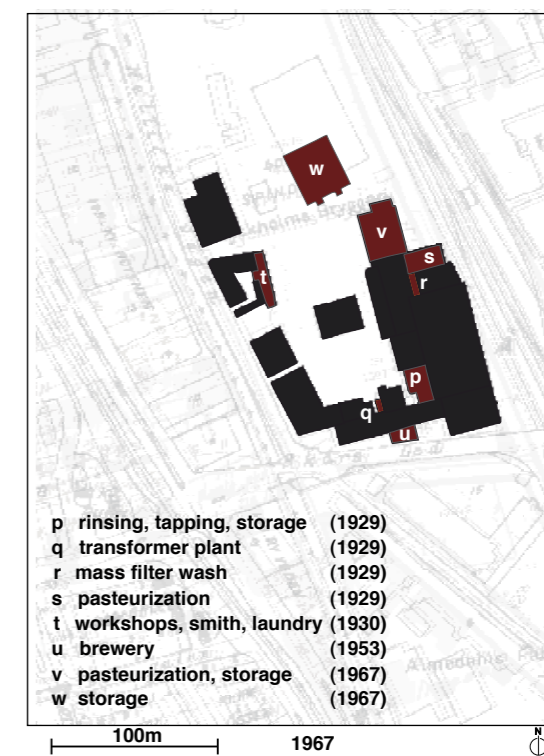 w
v
s
r
t
p
q
u
p rinsing, tapping, storage (1929)
q transformer plant (1929)
r mass filter wash (1929)
s pasteurization (1929)
t workshops, smith, laundry (1930)
u brewery (1953)
v pasteurization, storage (1967)
w storage (1967)
100m
1967
N